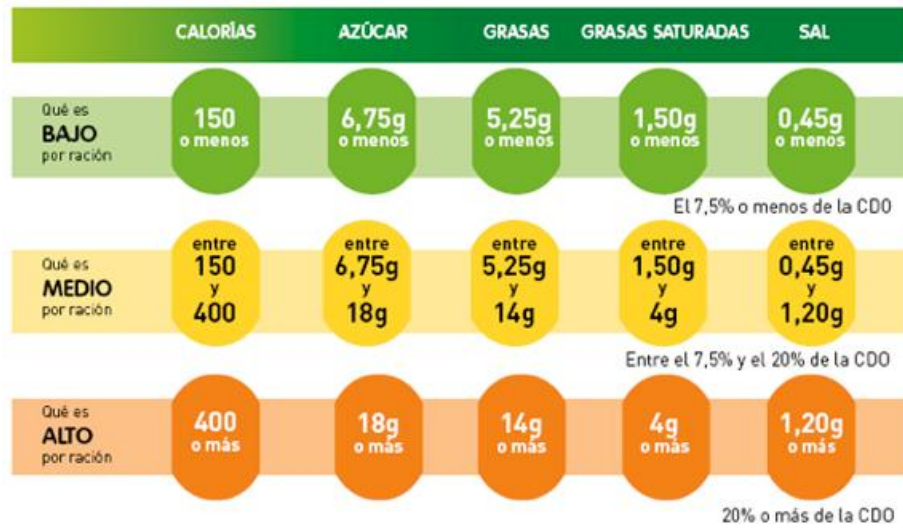 CALORÍAS AZÚCAR GRASAS GRASAS SATURADAS SAL
Qué es
BAJO
por ración
150
o menos
6,75g
o menos
5,25g
o menos
1,50g
o menos
0,45g
o menos
El 7,5% o menos de la CDO
Qué es
MEDIO
por ración
entre
150
y
400
entre
6,75g
y
18g
entre
5,25g
y
14g
entre
1,50g
y
4g
entre
0,45g
y
1,20g
Entre el 7,5% y el 20% de la CDO
Qué es
ALTO
por ración
400
o más
18g
o más
14g
o más
4g
o más
1,20g
o más
20% o más de la CDO